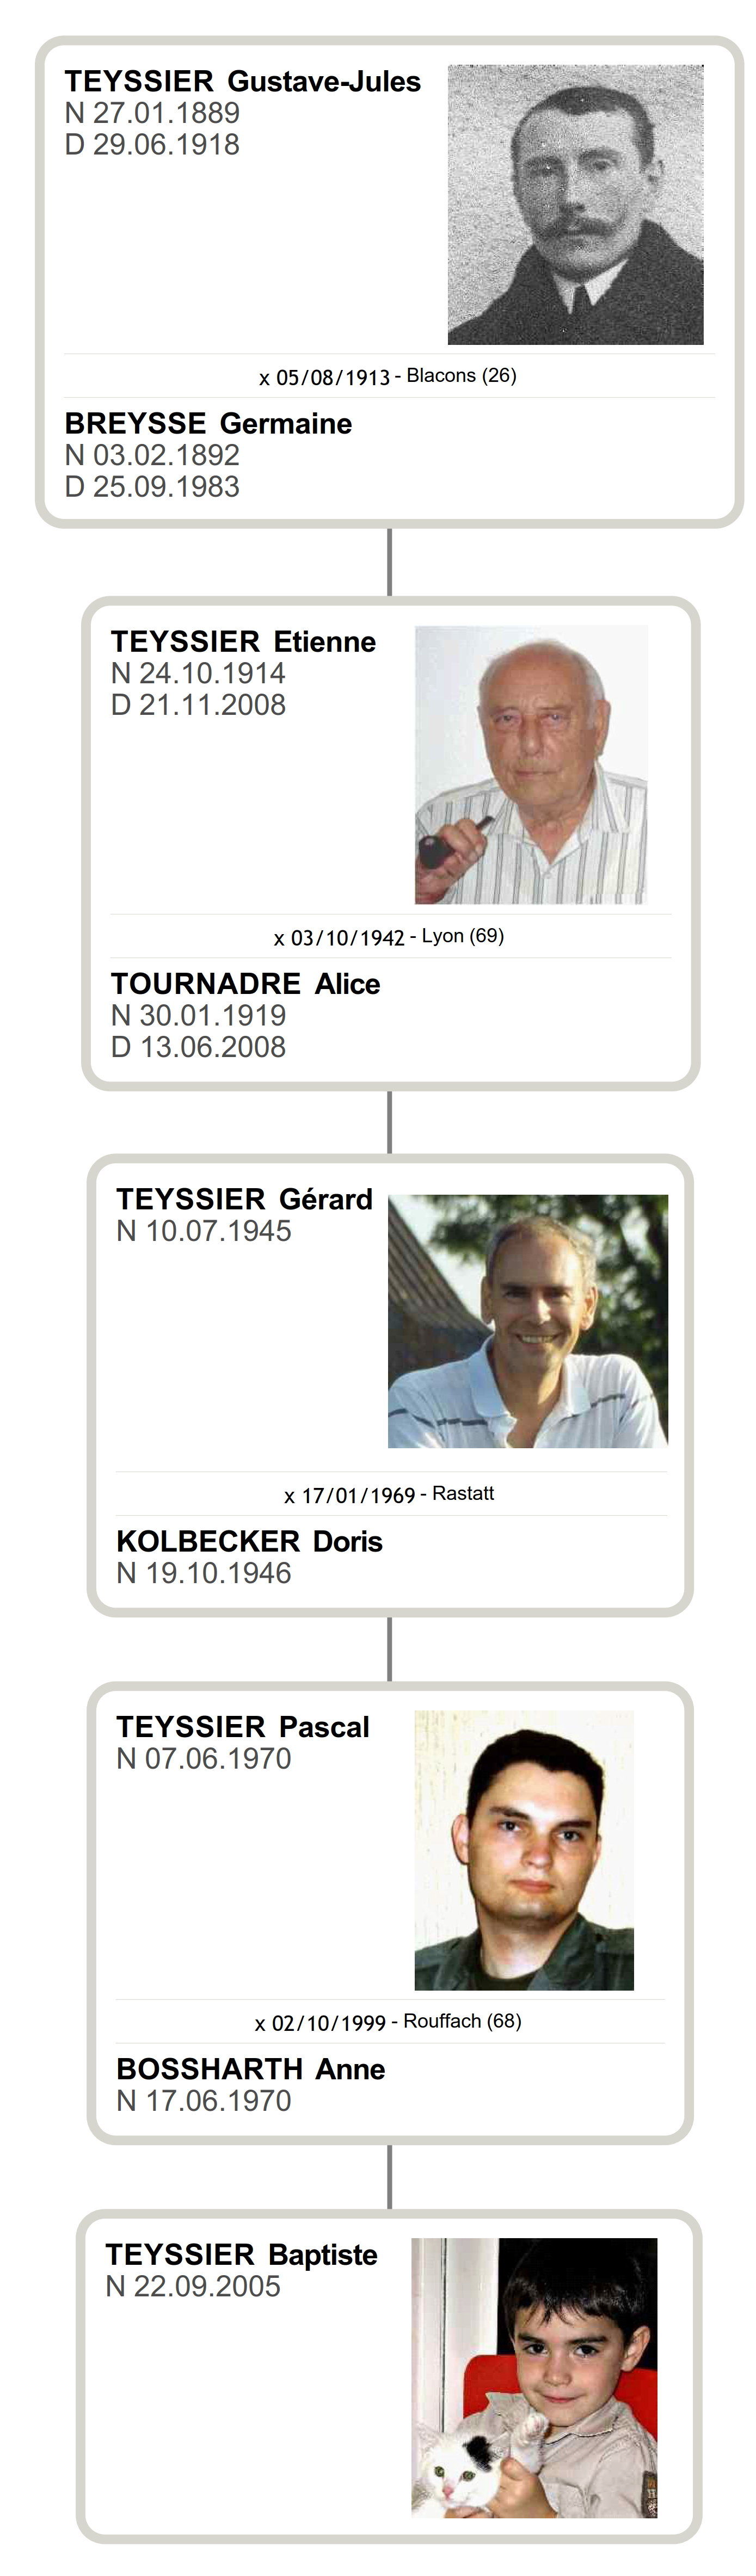 TEYSSIER Gustave-Jules
N 27.01.1889
D 29.06.1918
x 05/08/1913 - Blacons (26)
BREYSSE Germaine
N 03.02.1892
D 25.09.1983
TEYSSIER Etienne
N 24.10.1914
D 21.11.2008
x 03/10/1942 - Lyon (69)
TOURNADRE Alice
N 30.01.1919
D 13.06.2008
TEYSSIER Gérard
N 10.07.1945
x 17/01/1969 - Rastatt
KOLBECKER Doris
N 19.10.1946
TEYSSIER Pascal
N 07.06.1970
x 02/10/1999 - Rouffach (68)
BOSSHARTH Anne
N 17.06.1970
TEYSSIER Baptiste
N 22.09.2005